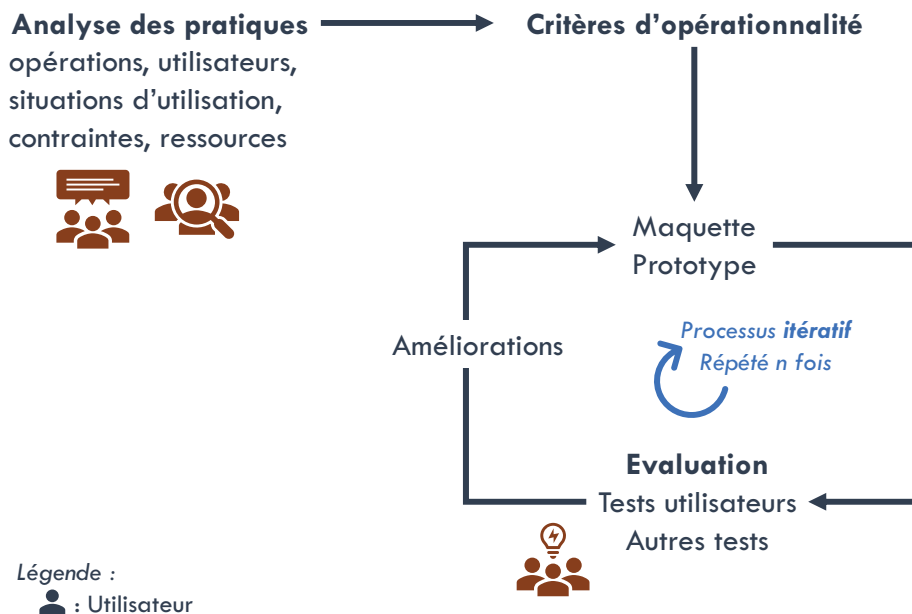 Analyse des pratiques
opérations, utilisateurs,
situations d’utilisation,
contraintes, ressources
Critères d’opérationnalité
Maquette
Prototype
Améliorations
Processus itératif
Répété n fois
Evaluation
Tests utilisateurs
Autres tests
Légende :
: Utilisateur